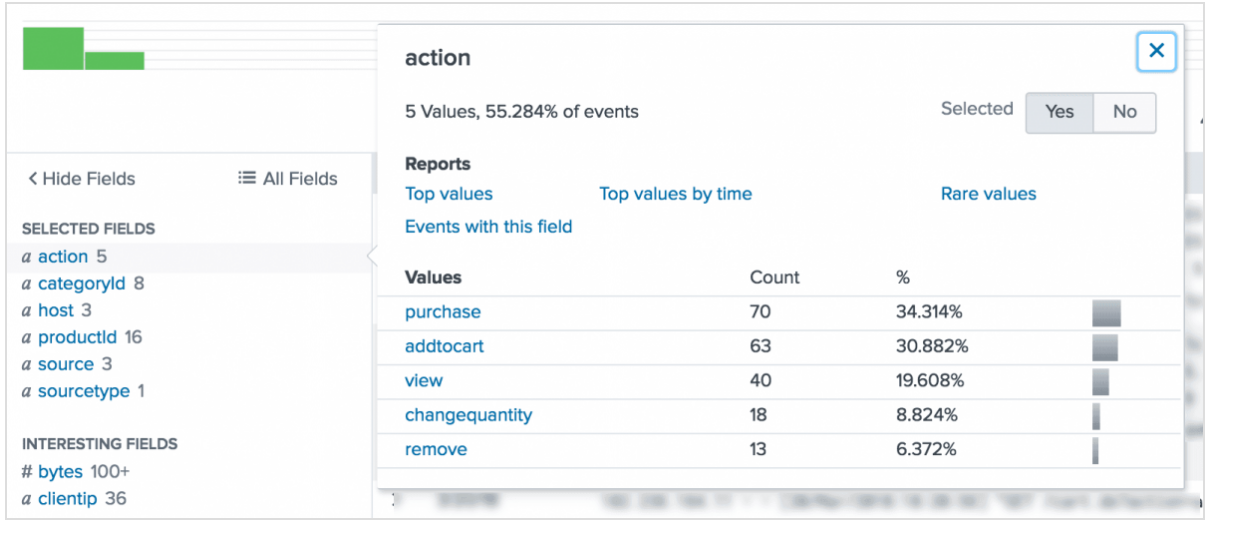 action
5 Values, 55.284% of events
Selected Yes No
Reports
Top values Top values by time Rare values
Events with this field
Values Count %
purchase 70 34.314%
addtocart 63 30.882%
view 40 19.608%
changequantity 18 8.824%
remove 13 6.372%
< Hide Fields All Fields
SELECTED FIELDS
a action 5
a categoryId 8
a host 3
a productId 16
a source 3
a sourcetype 1
INTERESTING FIELDS
# bytes 100+
a clientip 36